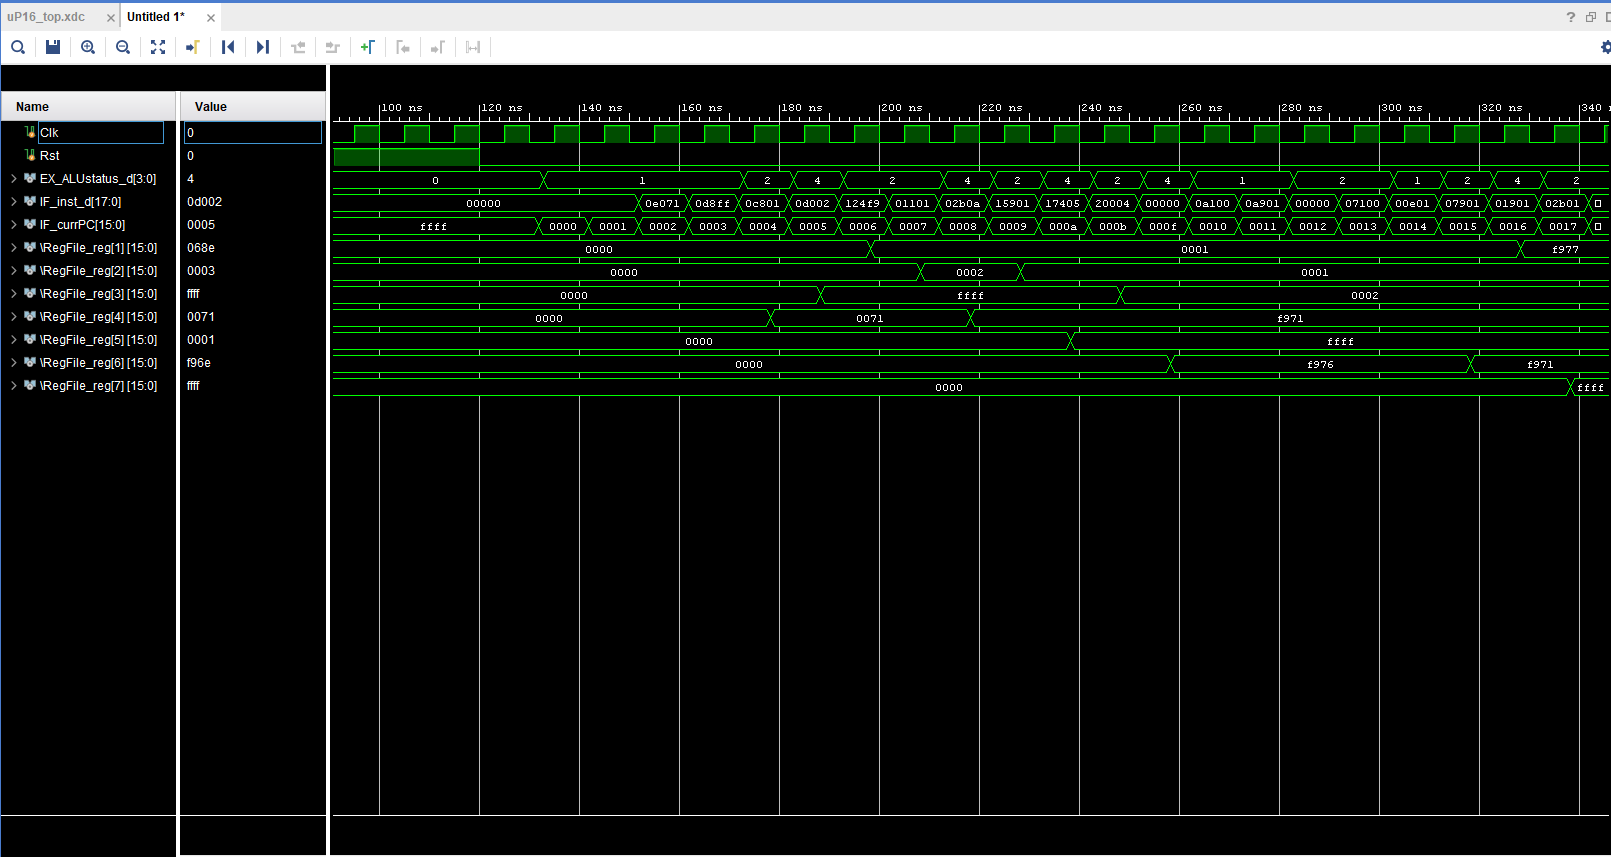 uP16_top.xdc × Untitled 1* ×
100 ns 120 ns 140 ns 160 ns 180 ns 200 ns 220 ns 240 ns 260 ns 280 ns 300 ns 320 ns 340
Name Value
Clk 0
Rst 0
EX_ALUstatus_d[3:0] 4 0 1 2 4 2 4 2 4 2 4 1 2 1 2 4 2
IF_inst_d[17:0] 0d002 00000 0e071 0d8ff 0c801 0d002 124f9 01101 02b0a 15901 17405 20004 00000 0a100 0a901 00000 07100 00e01 07901 01901 02b01
IF_currPC[15:0] 0005 ffff 0000 0001 0002 0003 0004 0005 0006 0007 0008 0009 000a 000b 000f 0010 0011 0012 0013 0014 0015 0016 0017
\RegFile_reg[1] [15:0] 068e 0000 0001 f977
\RegFile_reg[2] [15:0] 0003 0000 0002 0001
\RegFile_reg[3] [15:0] ffff 0000 ffff 0002
\RegFile_reg[4] [15:0] 0071 0000 0071 f971
\RegFile_reg[5] [15:0] 0001 0000 ffff
\RegFile_reg[6] [15:0] f96e 0000 f976 f971
\RegFile_reg[7] [15:0] ffff 0000 ffff